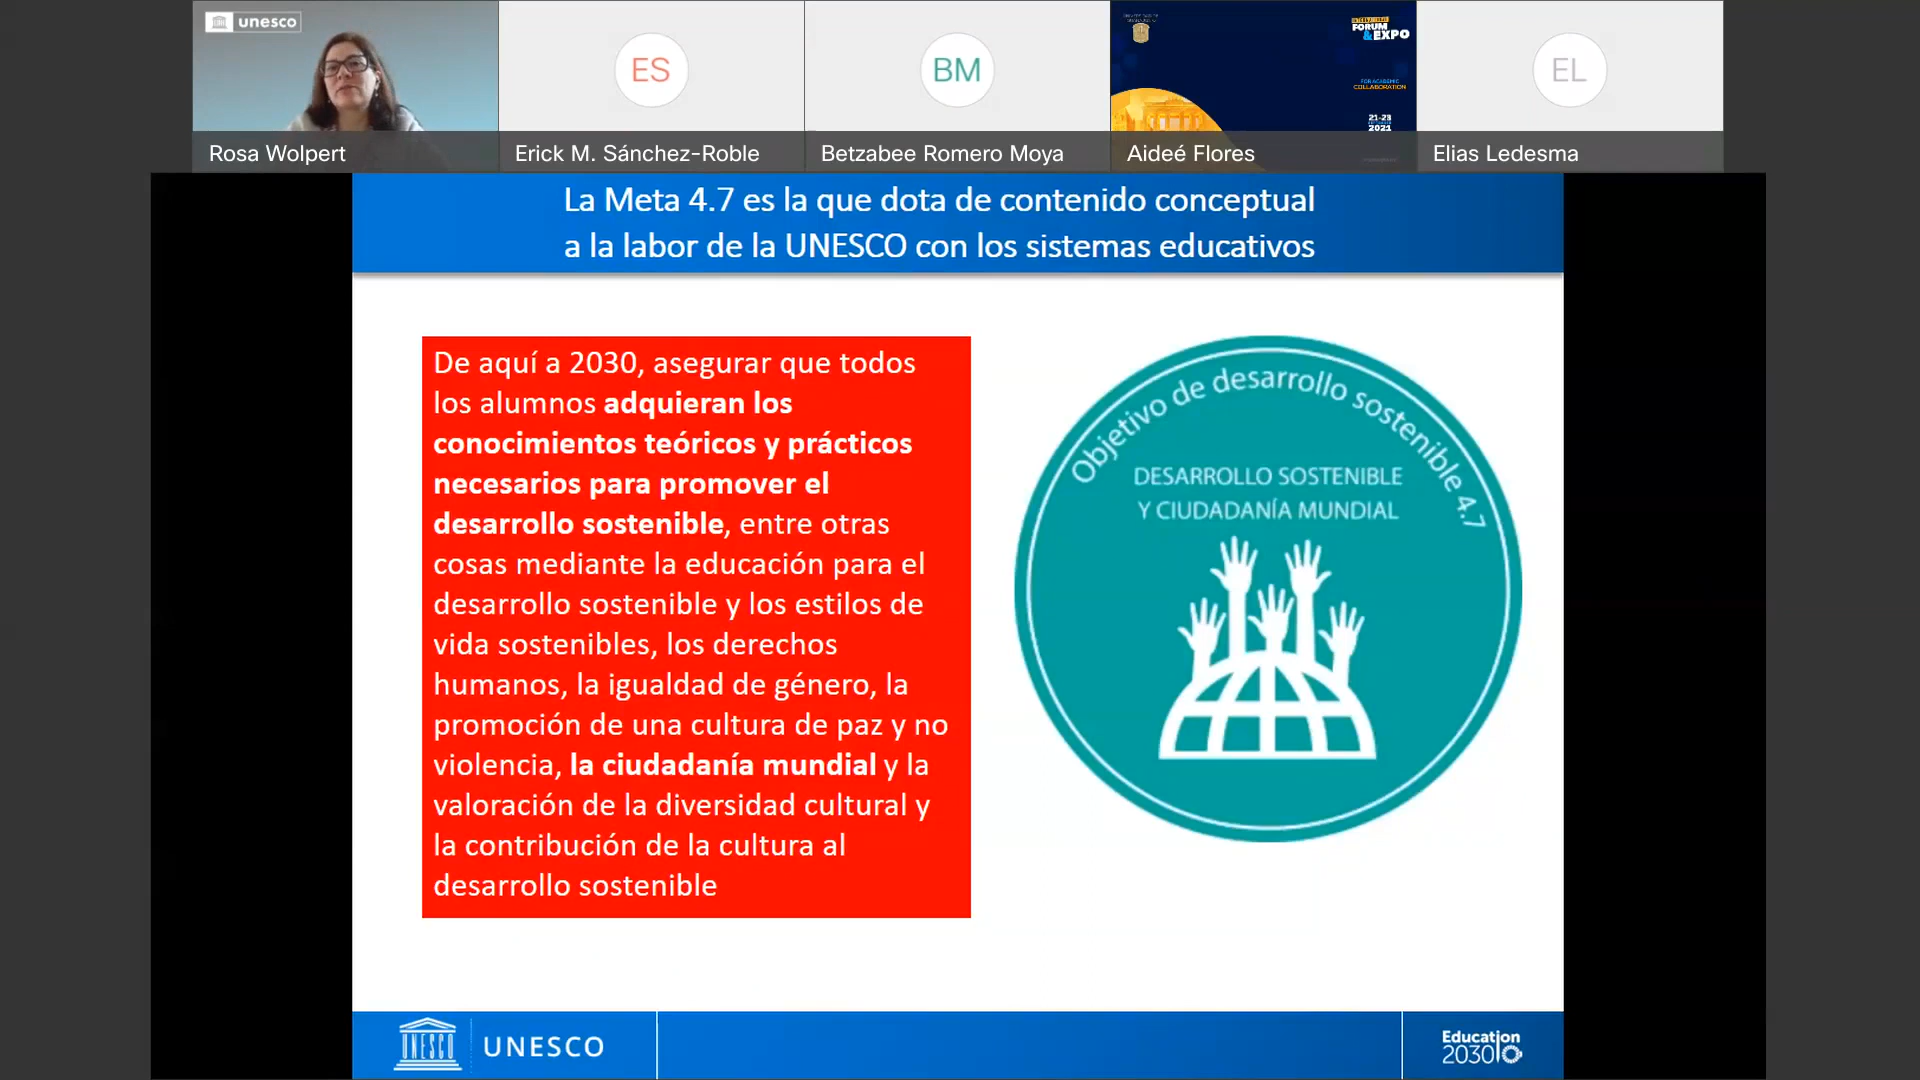 unesco
ES
BM
EL
INTERNATIONAL
FORUM
& EXPO
FOR ACADEMIC
COLLABORATION
21-23
2021
Rosa Wolpert
Erick M. Sánchez-Roble
Betzabee Romero Moya
Aideé Flores
Elias Ledesma
La Meta 4.7 es la que dota de contenido conceptual
a la labor de la UNESCO con los sistemas educativos
De aquí a 2030, asegurar que todos
los alumnos adquieran los
conocimientos teóricos y prácticos
necesarios para promover el
desarrollo sostenible, entre otras
cosas mediante la educación para el
desarrollo sostenible y los estilos de
vida sostenibles, los derechos
humanos, la igualdad de género, la
promoción de una cultura de paz y no
violencia, la ciudadanía mundial y la
valoración de la diversidad cultural y
la contribución de la cultura al
desarrollo sostenible
Objetivo de desarrollo sostenible 4.7
DESARROLLO SOSTENIBLE
Y CIUDADANÍA MUNDIAL
UNESCO
UNESCO
Education
2030